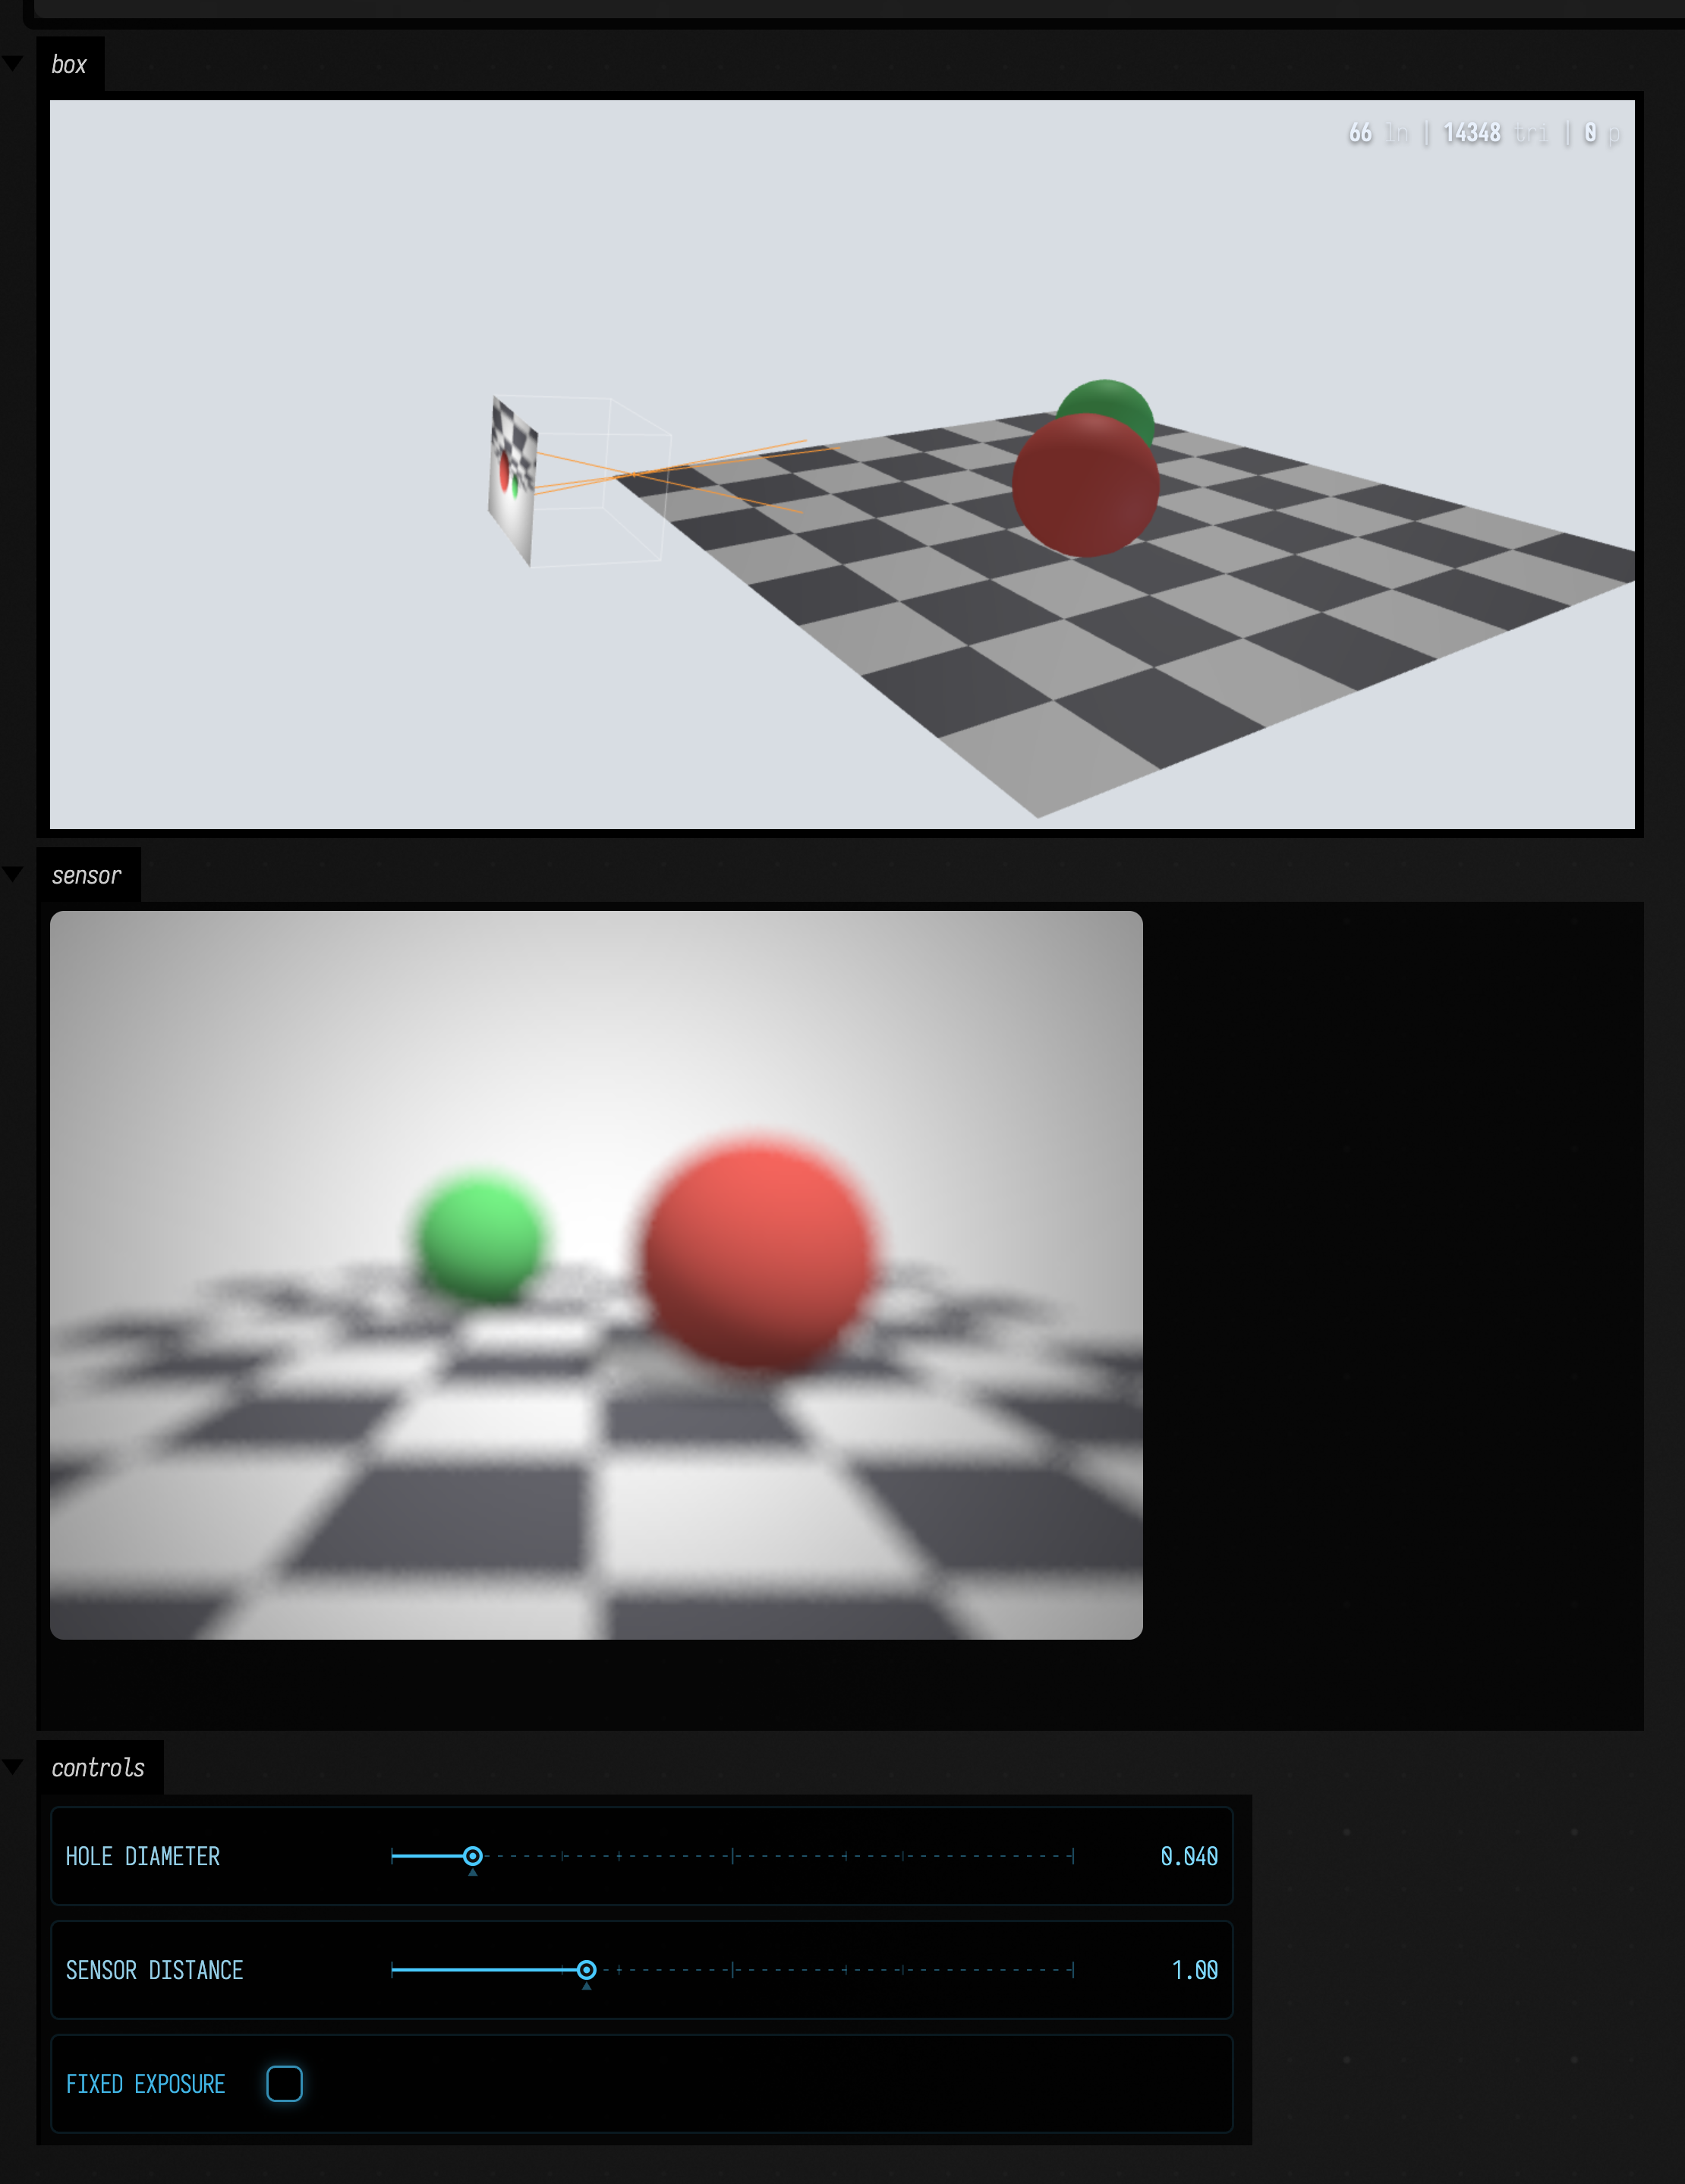 box
66 ln | 14348 tri | 0 p
sensor
controls
HOLE DIAMETER 0.040
SENSOR DISTANCE 1.00
FIXED EXPOSURE